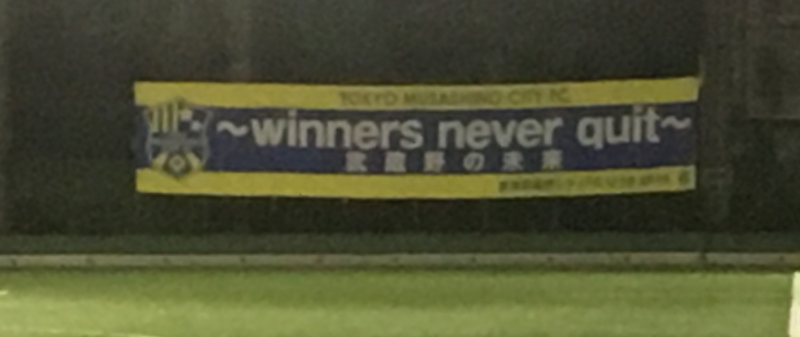 TOKYO MUSASHINO CITY FC
~winners never quit~
武蔵野の未来